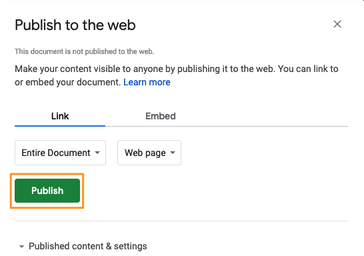 Publish to the web
This document is not published to the web.
Make your content visible to anyone by publishing it to the web. You can link to
or embed your document. Learn more
Link Embed
Entire Document Web page
Publish
Published content & settings